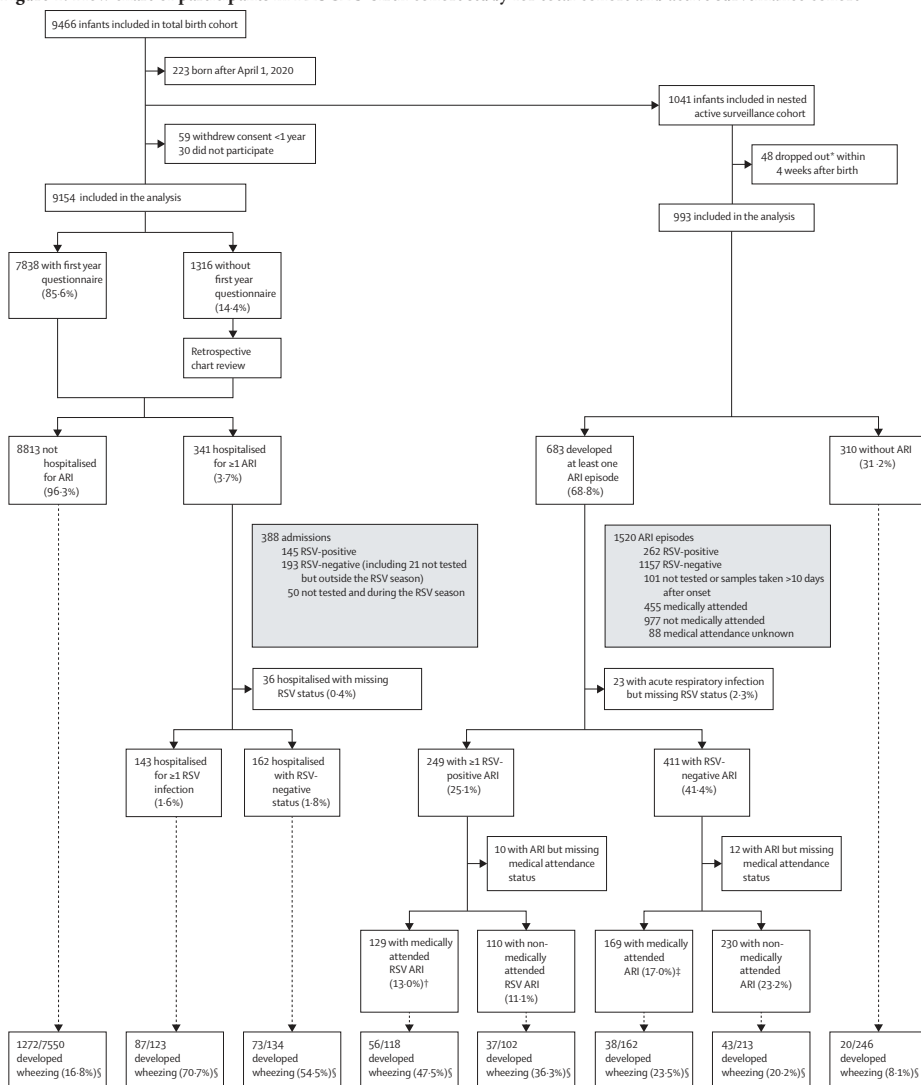 9466 infants included in total birth cohort
223 born after April 1, 2020
1041 infants included in nested
active surveillance cohort
59 withdrew consent <1 year
30 did not participate
48 dropped out* within
4 weeks after birth
9154 included in the analysis
993 included in the analysis
7838 with first year
questionnaire
(85·6%)
1316 without
first year
questionnaire
(14·4%)
Retrospective
chart review
8813 not
hospitalised
for ARI
(96·3%)
341 hospitalised
for ≥1 ARI
(3·7%)
683 developed
at least one
ARI episode
(68·8%)
310 without ARI
(31·2%)
388 admissions
145 RSV-positive
193 RSV-negative (including 21 not tested
but outside the RSV season)
50 not tested and during the RSV season
1520 ARI episodes
262 RSV-positive
1157 RSV-negative
101 not tested or samples taken >10 days
after onset
455 medically attended
977 not medically attended
88 medical attendance unknown
36 hospitalised with missing
RSV status (0·4%)
23 with acute respiratory infection
but missing RSV status (2·3%)
143 hospitalised
for ≥1 RSV
infection
(1·6%)
162 hospitalised
with RSV-
negative
status (1·8%)
249 with ≥1 RSV-
positive ARI
(25·1%)
411 with RSV-
negative ARI
(41·4%)
10 with ARI but missing
medical attendance
status
12 with ARI but missing
medical attendance
status
129 with medically
attended
RSV ARI
(13·0%)†
110 with non-
medically
attended
RSV ARI
(11·1%)
169 with medically
attended
ARI (17·0%)‡
230 with non-
medically
attended
ARI (23·2%)
1272/7550
developed
wheezing (16·8%)§
87/123
developed
wheezing (70·7%)§
73/134
developed
wheezing (54·5%)§
56/118
developed
wheezing (47·5%)§
37/102
developed
wheezing (36·3%)§
38/162
developed
wheezing (23·5%)§
43/213
developed
wheezing (20·2%)§
20/246
developed
wheezing (8·1%)§